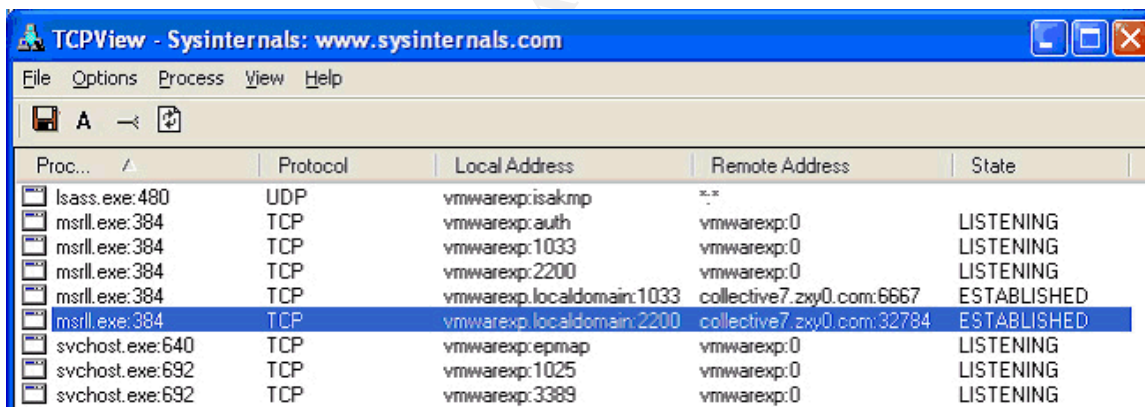 TCPView - Sysinternals: www.sysinternals.com
File Options Process View Help
A
Proc... Protocol Local Address Remote Address State
lsass.exe:480 UDP vmwarexp:isakmp *:*
msrll.exe:384 TCP vmwarexp:auth vmwarexp:0 LISTENING
msrll.exe:384 TCP vmwarexp:1033 vmwarexp:0 LISTENING
msrll.exe:384 TCP vmwarexp:2200 vmwarexp:0 LISTENING
msrll.exe:384 TCP vmwarexp.localdomain:1033 collective7.zxy0.com:6667 ESTABLISHED
msrll.exe:384 TCP vmwarexp.localdomain:2200 collective7.zxy0.com:32784 ESTABLISHED
svchost.exe:640 TCP vmwarexp:epmap vmwarexp:0 LISTENING
svchost.exe:692 TCP vmwarexp:1025 vmwarexp:0 LISTENING
svchost.exe:692 TCP vmwarexp:3389 vmwarexp:0 LISTENING